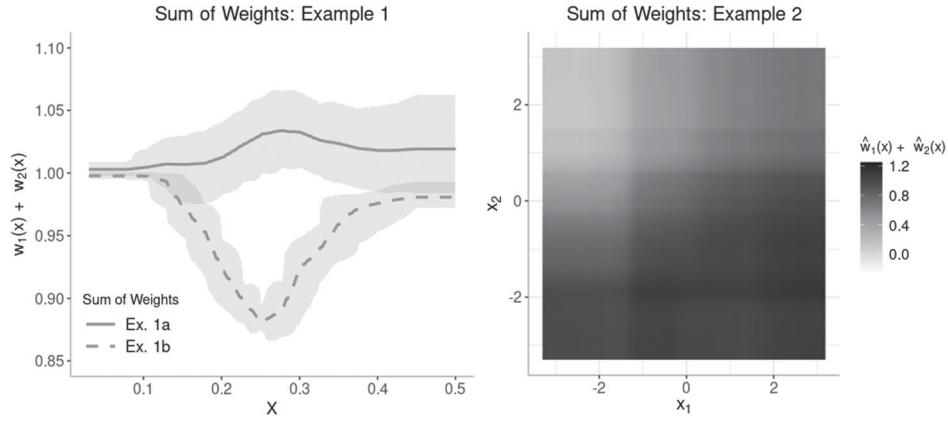 Sum of Weights: Example 1
w₁(x) + w₂(x)
1.10
1.05
1.00
0.95
0.90
0.85
Sum of Weights
Ex. 1a
Ex. 1b
0.1 0.2 0.3 0.4 0.5
X
Sum of Weights: Example 2
x₂
2
0
-2
-2 0 2
x₁
ŵ₁(x) + ŵ₂(x)
1.2
0.8
0.4
0.0